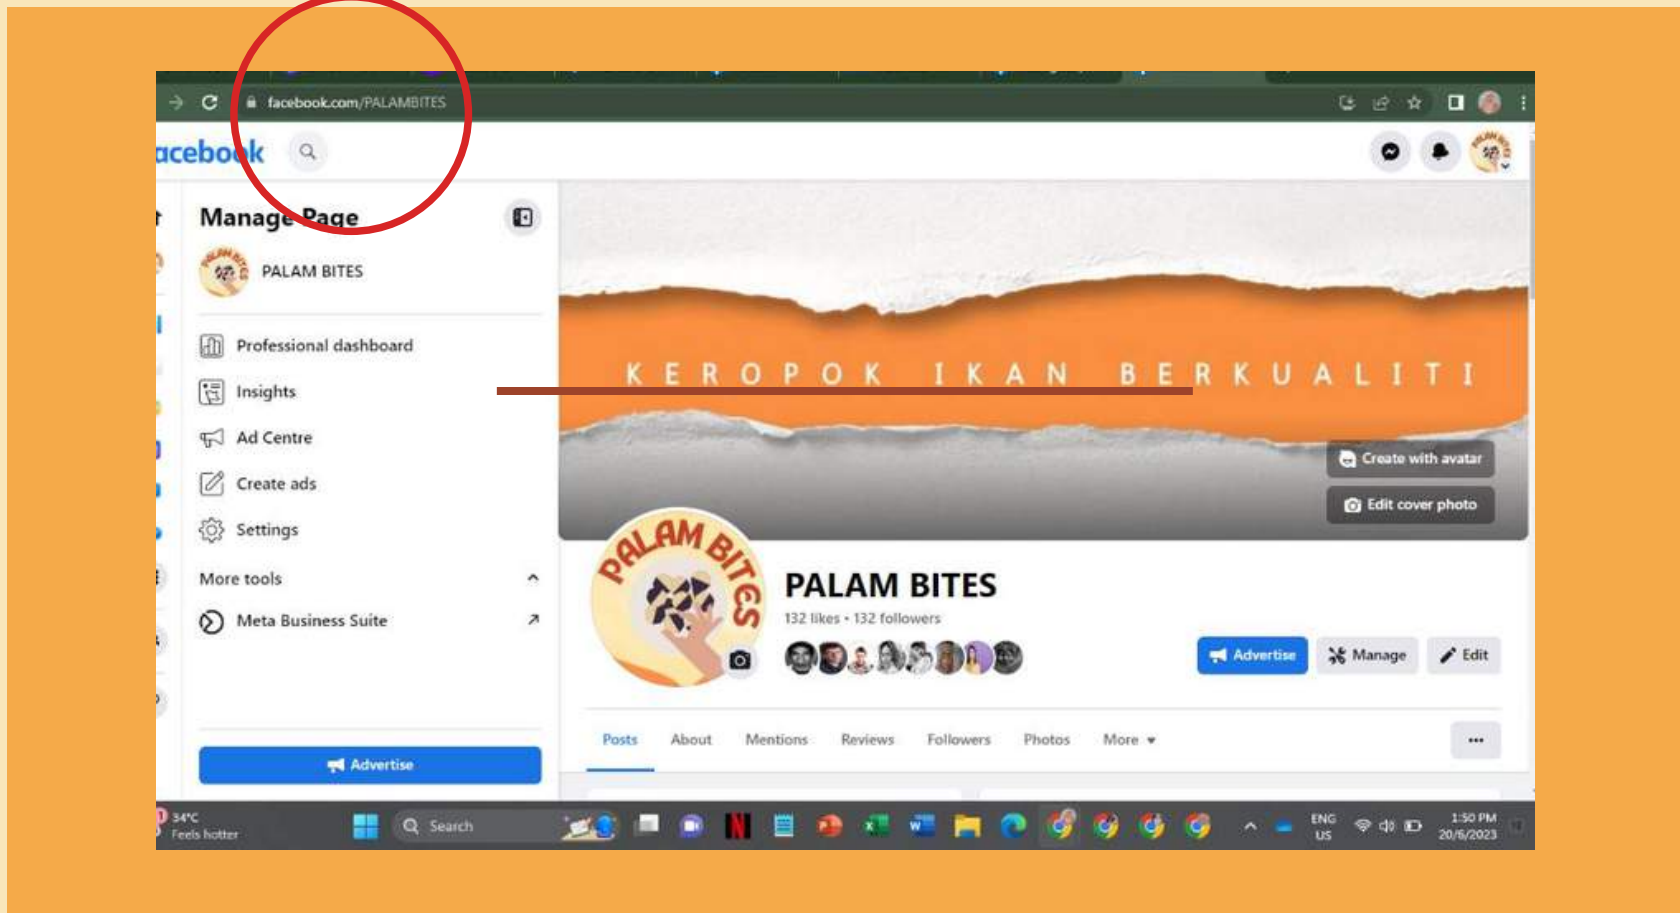 facebook.com/PALAMBITES
acebook
Manage Page
PALAM BITES
Professional dashboard
Insights
Ad Centre
Create ads
Settings
More tools
Meta Business Suite
Advertise
KEROPOK IKAN BERKUALITI
Create with avatar
Edit cover photo
PALAM BITES
PALAM BITES
132 likes • 132 followers
Advertise
Manage
Edit
Posts About Mentions Reviews Followers Photos More
34°C
Feels hotter
Search
ENG
US
1:50 PM
20/6/2023